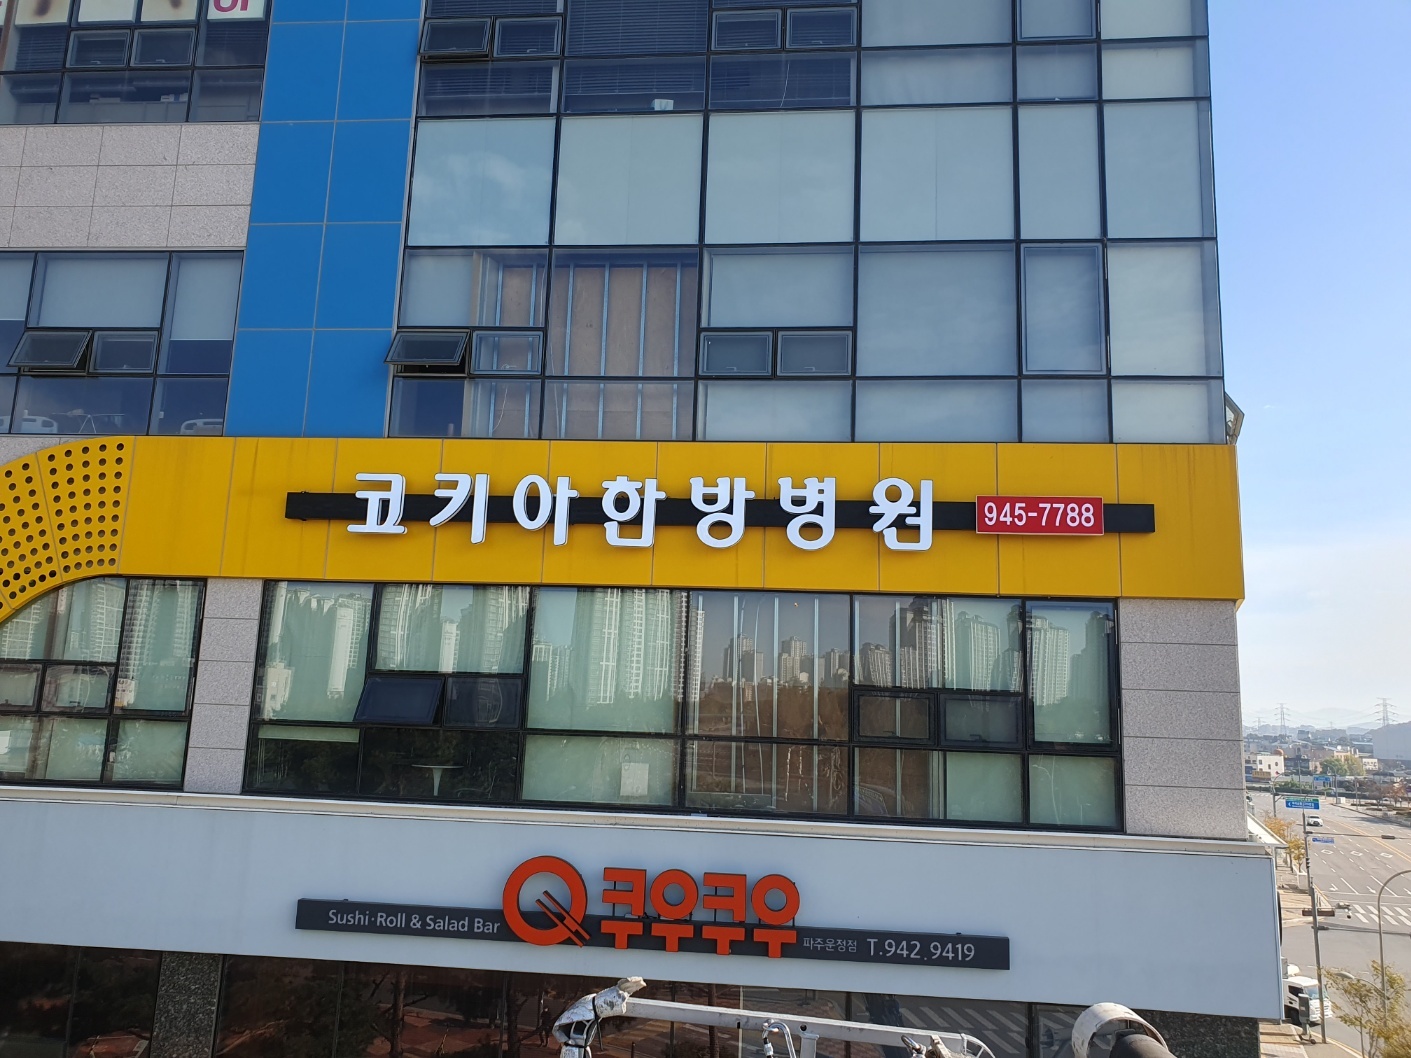 코키아한방병원 945-7788
Sushi·Roll & Salad Bar 쿠우쿠우 파주운정점 T.942.9419